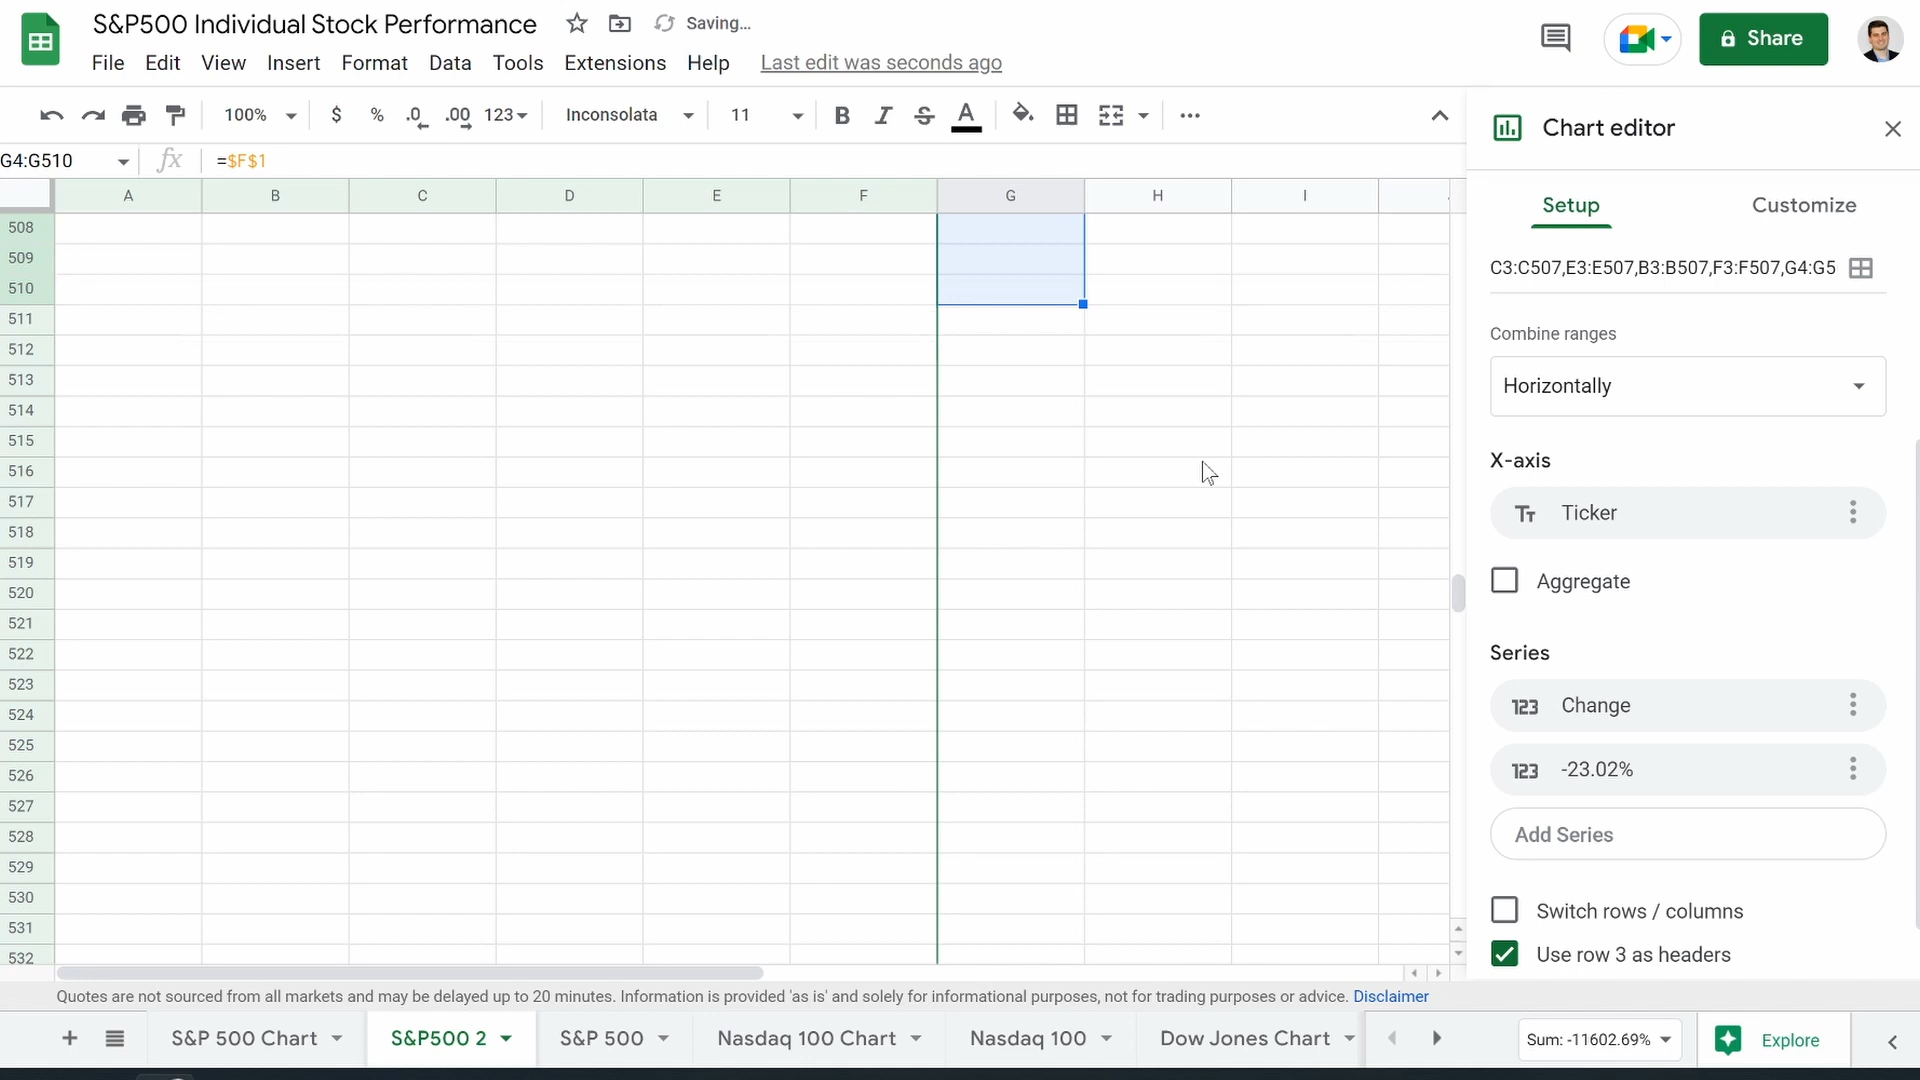 S&P500 Individual Stock Performance
Saving...
File Edit View Insert Format Data Tools Extensions Help Last edit was seconds ago
Share
100% $ % .0 .00 123 Inconsolata 11 B I S A
G4:G510 fx =$F$1
A B C D E F G H I
508
509
510
511
512
513
514
515
516
517
518
519
520
521
522
523
524
525
526
527
528
529
530
531
532
Chart editor
Setup Customize
C3:C507,E3:E507,B3:B507,F3:F507,G4:G5
Combine ranges
Horizontally
X-axis
Tт Ticker
Aggregate
Series
123 Change
123 -23.02%
Add Series
Switch rows / columns
Use row 3 as headers
Quotes are not sourced from all markets and may be delayed up to 20 minutes. Information is provided 'as is' and solely for informational purposes, not for trading purposes or advice. Disclaimer
S&P 500 Chart S&P500 2 S&P 500 Nasdaq 100 Chart Nasdaq 100 Dow Jones Chart Sum: -11602.69% Explore